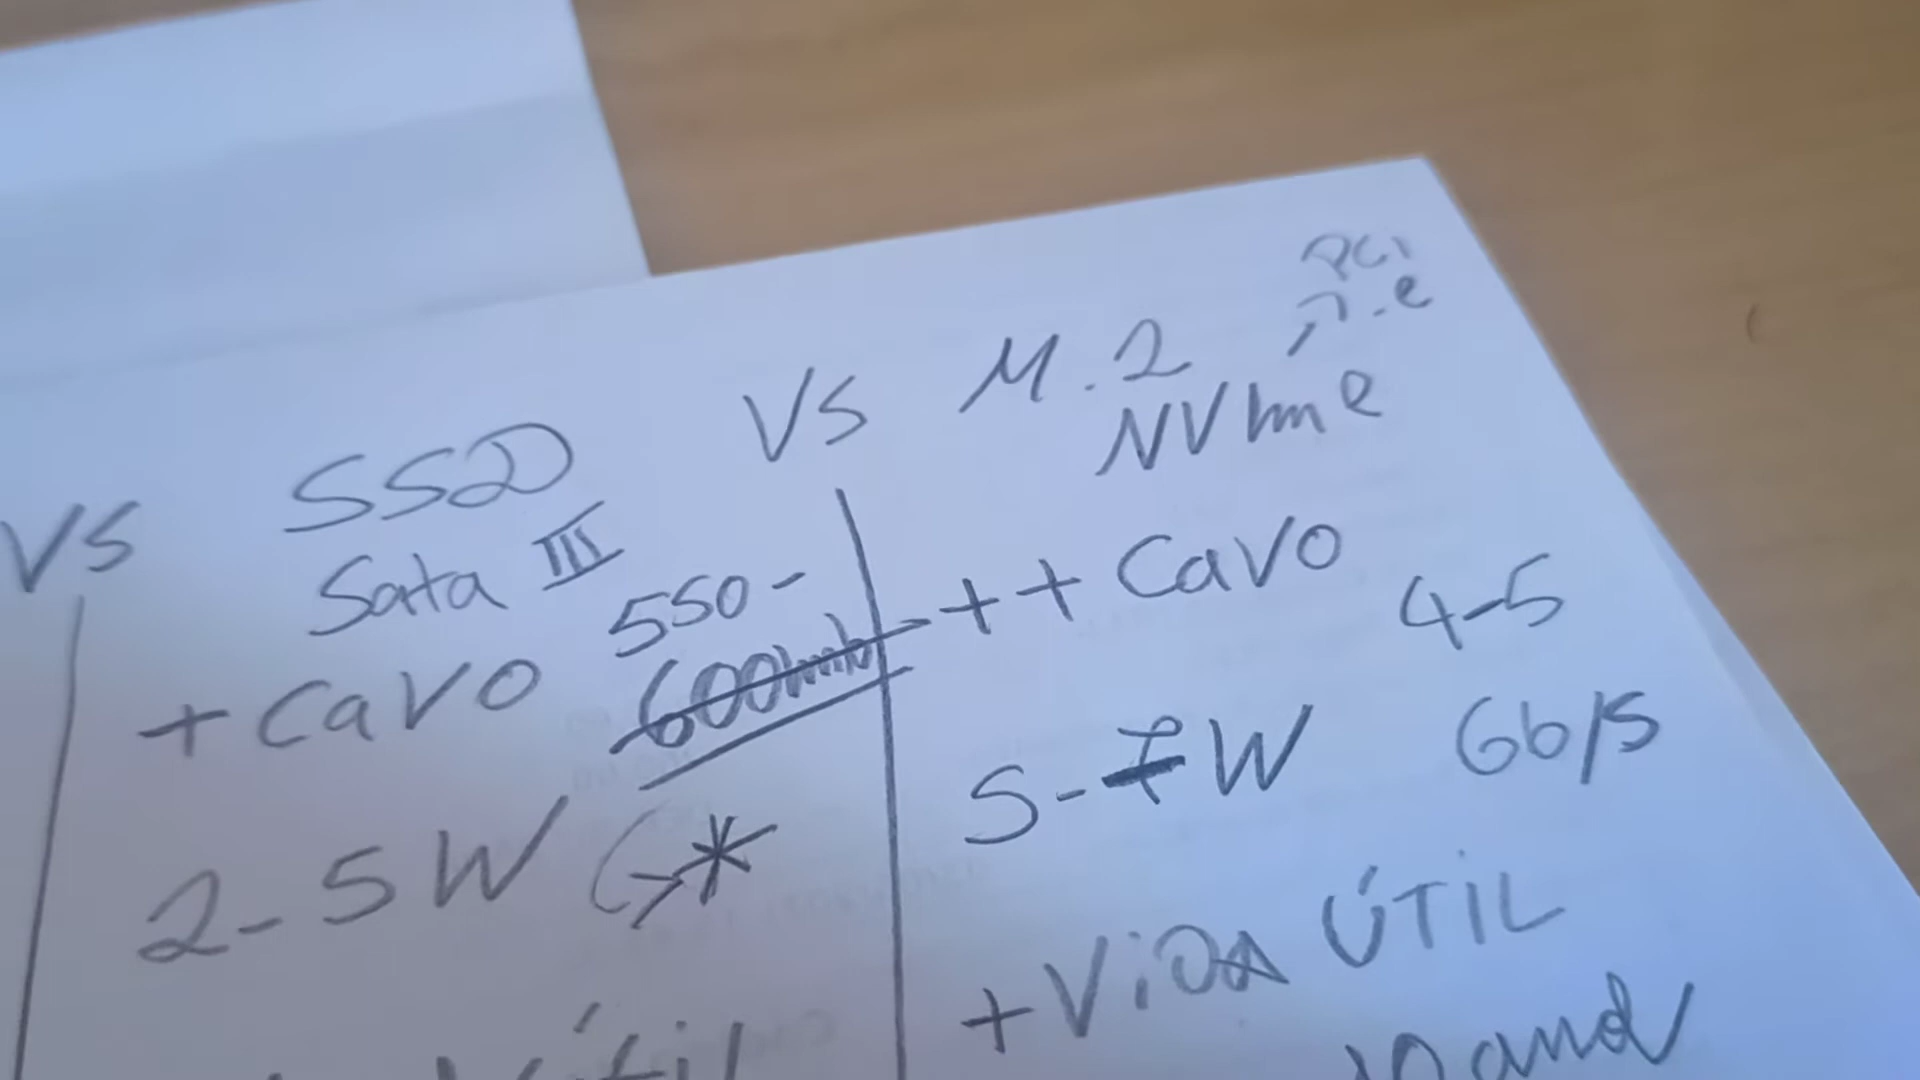 VS
SSD
Sata III
+ Cavo
550-
600mb
2-5W
VS
M.2
PCI
-e
NVme
++ Cavo
4-5
Gb/s
5-7W
+ ViDA ÚTIL